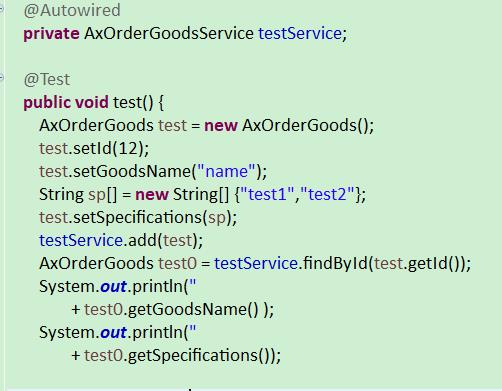 @Autowired
private AxOrderGoodsService testService;
@Test
public void test() {
AxOrderGoods test = new AxOrderGoods();
test.setId(12);
test.setGoodsName("name");
String sp[] = new String[] {"test1","test2"};
test.setSpecifications(sp);
testService.add(test);
AxOrderGoods test0 = testService.findById(test.getId());
System.out.println("
+ test0.getGoodsName() );
System.out.println("
+ test0.getSpecifications());